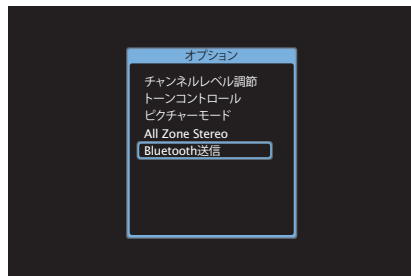 オプション
チャンネルレベル調節
トーンコントロール
ピクチャーモード
All Zone Stereo
Bluetooth送信